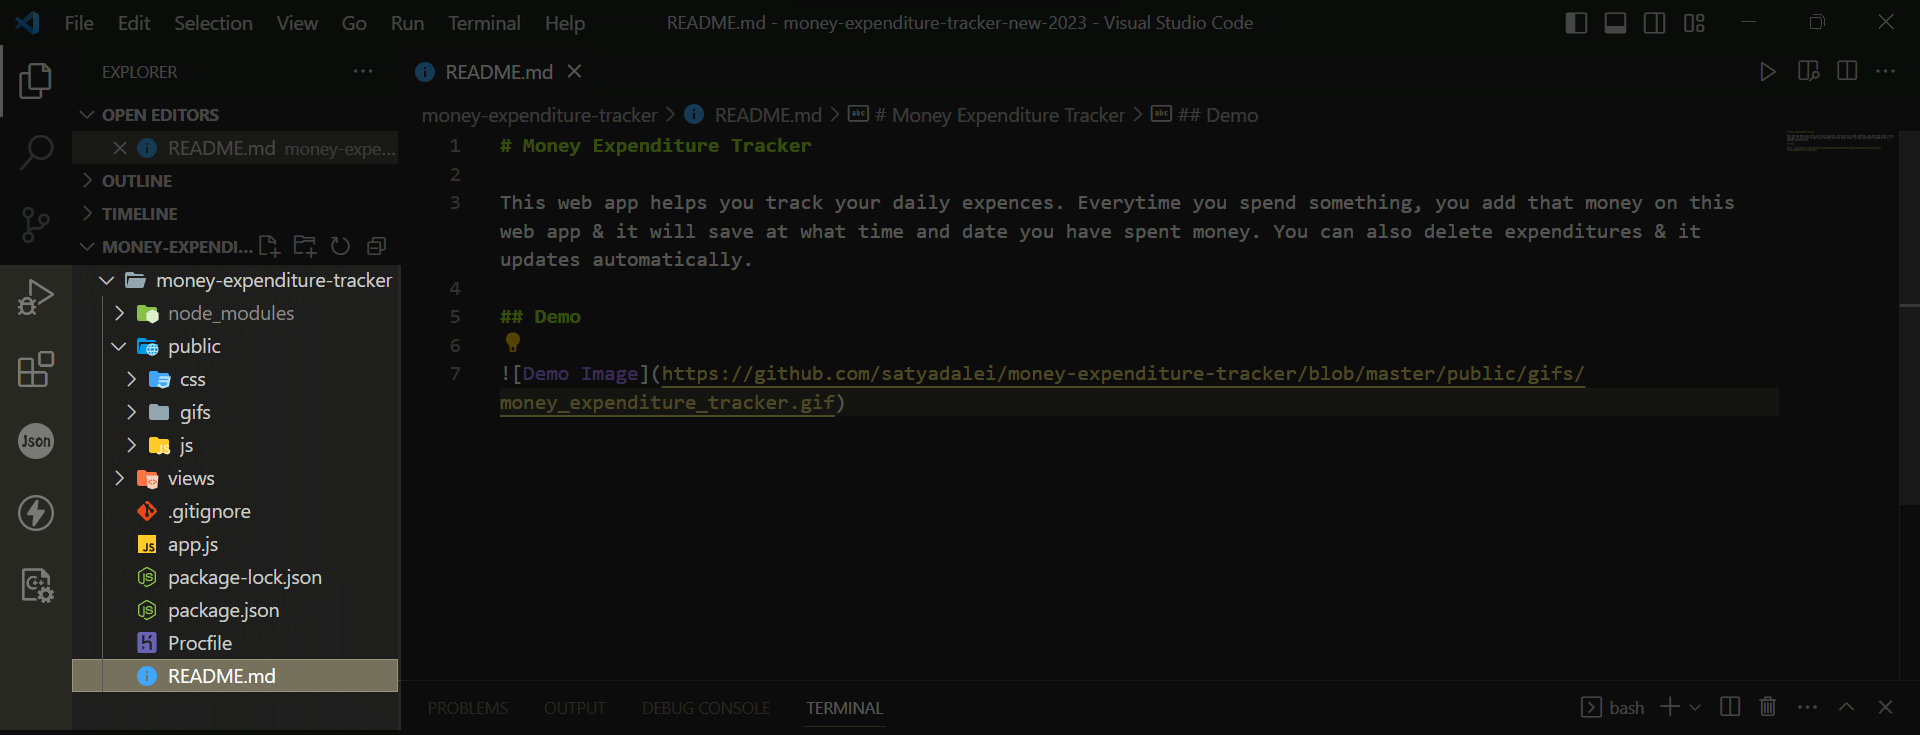 File Edit Selection View Go Run Terminal Help README.md - money-expenditure-tracker-new-2023 - Visual Studio Code
EXPLORER
README.md
OPEN EDITORS
README.md money-expe...
OUTLINE
TIMELINE
MONEY-EXPENDI...
money-expenditure-tracker
node_modules
public
css
gifs
js
JS
views
.gitignore
JS app.js
JS package-lock.json
JS package.json
Procfile
README.md
Json
C++
money-expenditure-tracker > README.md > abc # Money Expenditure Tracker > abc ## Demo
1 # Money Expenditure Tracker
2
3 This web app helps you track your daily expences. Everytime you spend something, you add that money on this
web app & it will save at what time and date you have spent money. You can also delete expenditures & it
updates automatically.
4
5 ## Demo
6
7 ![Demo Image](https://github.com/satyadalei/money-expenditure-tracker/blob/master/public/gifs/
money_expenditure_tracker.gif)
PROBLEMS OUTPUT DEBUG CONSOLE TERMINAL bash